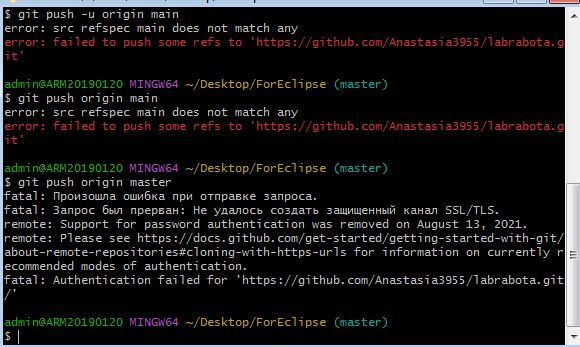 $ git push -u origin main
error: src refspec main does not match any
error: failed to push some refs to 'https://github.com/Anastasia3955/labrabota.g
it'
admin@ARM20190120 MINGW64 ~/Desktop/ForEclipse (master)
$ git push origin main
error: src refspec main does not match any
error: failed to push some refs to 'https://github.com/Anastasia3955/labrabota.g
it'
admin@ARM20190120 MINGW64 ~/Desktop/ForEclipse (master)
$ git push origin master
fatal: Произошла ошибка при отправке запроса.
fatal: Запрос был прерван: Не удалось создать защищенный канал SSL/TLS.
remote: Support for password authentication was removed on August 13, 2021.
remote: Please see https://docs.github.com/get-started/getting-started-with-git/
about-remote-repositories#cloning-with-https-urls for information on currently r
ecommended modes of authentication.
fatal: Authentication failed for 'https://github.com/Anastasia3955/labrabota.git
/'
admin@ARM20190120 MINGW64 ~/Desktop/ForEclipse (master)
$